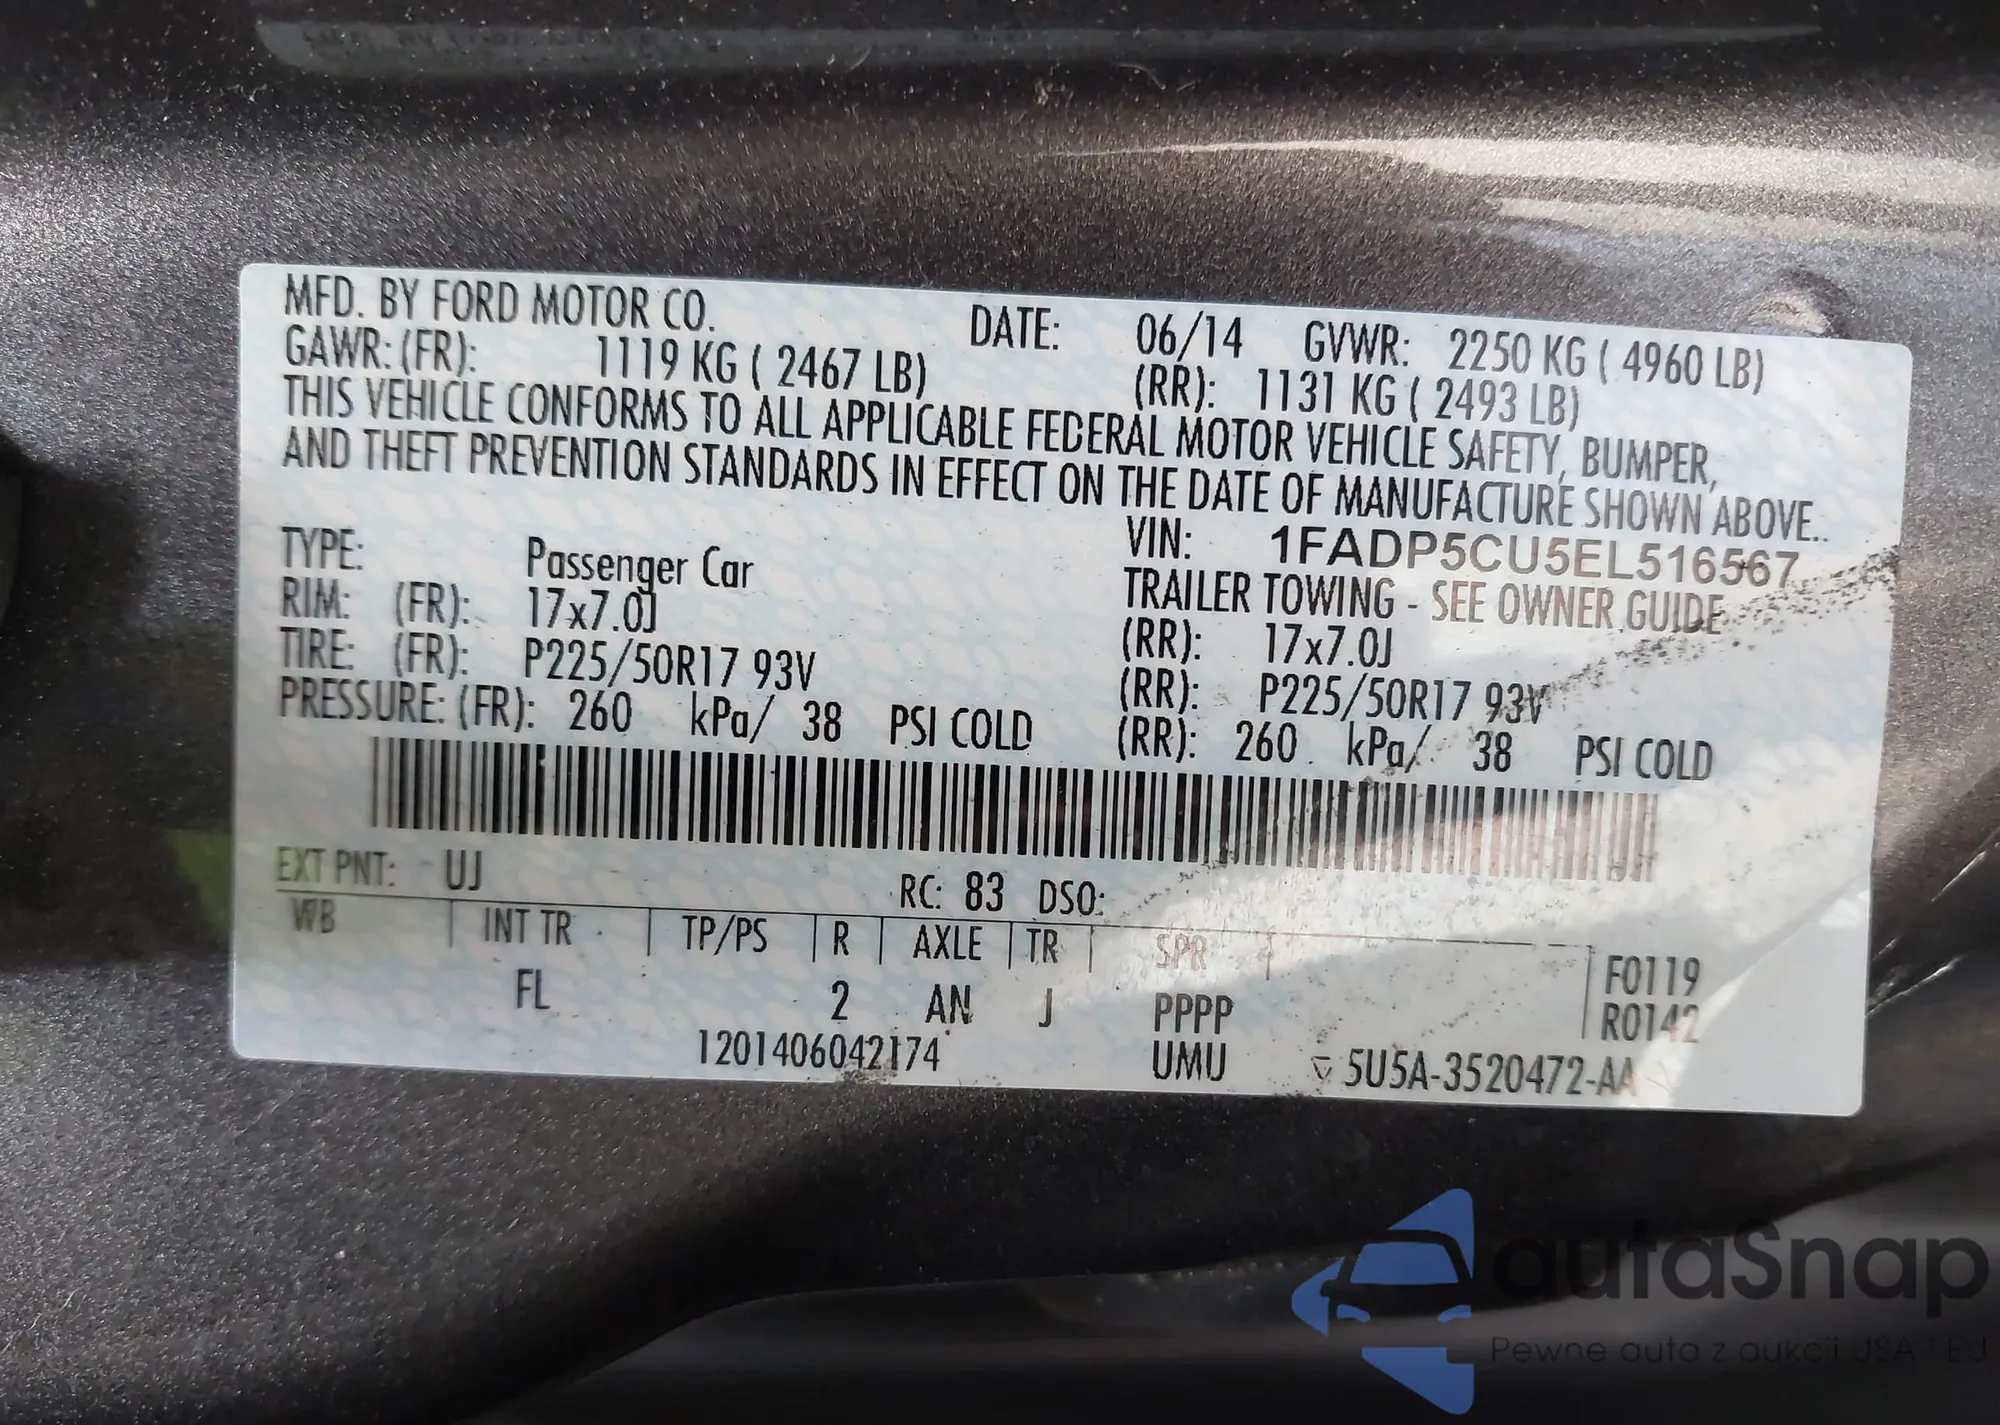 MFD. BY FORD MOTOR CO. DATE: 06/14 GVWR: 2250 KG ( 4960 LB)
GAWR: (FR): 1119 KG ( 2467 LB) (RR): 1131 KG ( 2493 LB)
THIS VEHICLE CONFORMS TO ALL APPLICABLE FEDERAL MOTOR VEHICLE SAFETY, BUMPER,
AND THEFT PREVENTION STANDARDS IN EFFECT ON THE DATE OF MANUFACTURE SHOWN ABOVE..
VIN: 1FADP5CU5EL516567
TYPE: Passenger Car TRAILER TOWING - SEE OWNER GUIDE
RIM: (FR): 17x7.0J (RR): 17x7.0J
TIRE: (FR): P225/50R17 93V (RR): P225/50R17 93V
PRESSURE: (FR): 260 kPa/ 38 PSI COLD (RR): 260 kPa/ 38 PSI COLD
EXT PNT: UJ RC: 83 DSO:
WB INT TR TP/PS R AXLE TR SPR F0119
FL 2 AN J PPPP R0142
1201406042174 UMU ▽ 5U5A-3520472-AA
autaSnap
Pewne auta z aukcji USA i EU